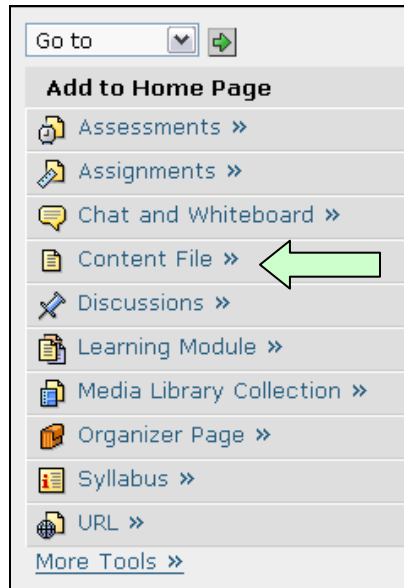 Go to
Add to Home Page
Assessments »
Assignments »
Chat and Whiteboard »
Content File »
Discussions »
Learning Module »
Media Library Collection »
Organizer Page »
Syllabus »
URL »
More Tools »